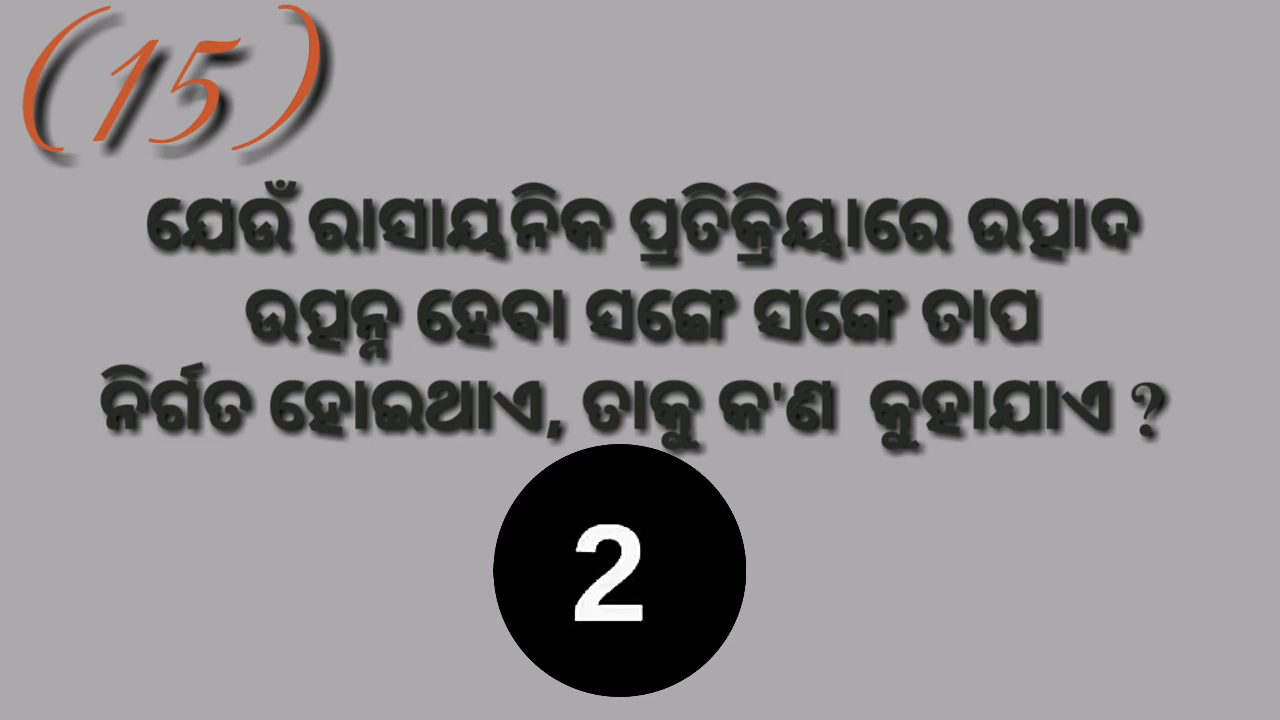 (15)
ଯେଉଁ ରାସାୟନିକ ପ୍ରତିକ୍ରିୟାରେ ଉତ୍ପାଦ
ଉତ୍ପନ୍ନ ହେବା ସଙ୍ଗେ ସଙ୍ଗେ ତାପ
ନିର୍ଗତ ହୋଇଥାଏ, ତାକୁ କ'ଣ କୁହାଯାଏ ?
2